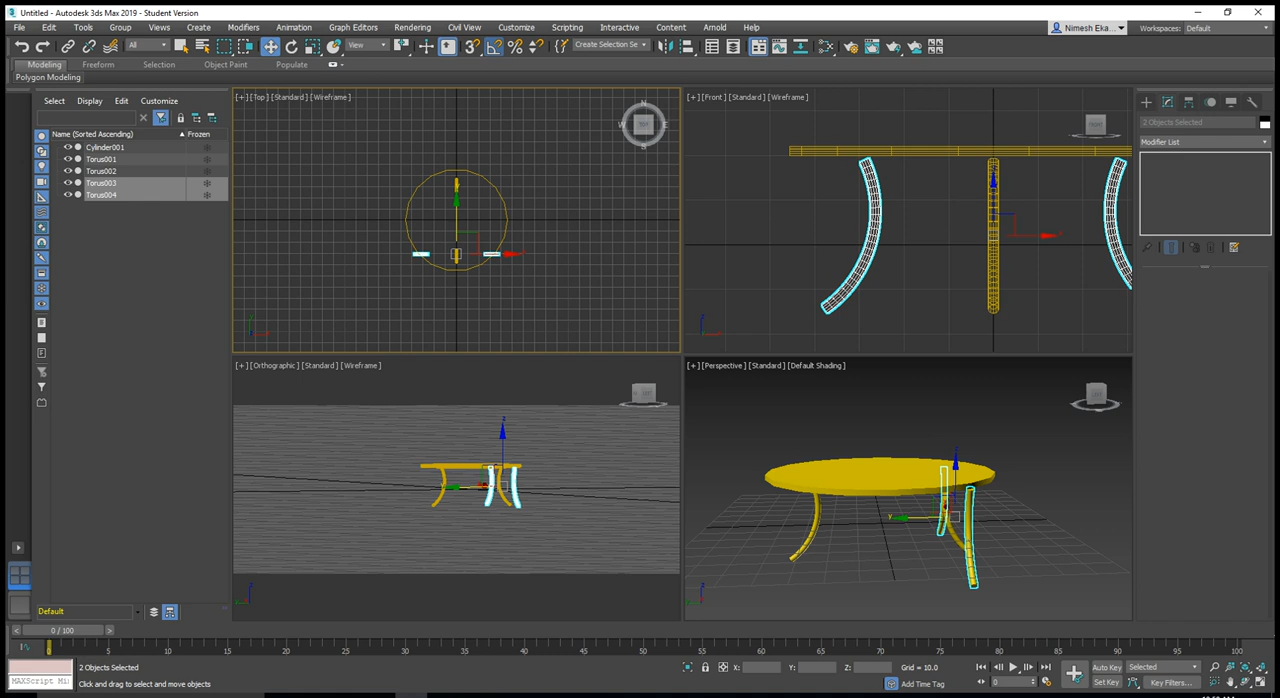 Untitled - Autodesk 3ds Max 2019 - Student Version
File Edit Tools Group Views Create Modifiers Animation Graph Editors Rendering Civil View Customize Scripting Interactive Content Arnold Help
Nimesh Eka... Workspaces: Default
All View Create Selection Se
Modeling Freeform Selection Object Paint Populate
Polygon Modeling
Select Display Edit Customize
Name (Sorted Ascending) Frozen
Cylinder001
Torus001
Torus002
Torus003
Torus004
[+] [Top] [Standard] [Wireframe]
N
W E
S
[+] [Front] [Standard] [Wireframe]
2 Objects Selected
Modifier List
[+] [Orthographic] [Standard] [Wireframe]
z
[+] [Perspective] [Standard] [Default Shading]
y
Default
0 / 100
0 5 10 15 20 25 30 35 40 45 50 55 60 65 70 75 80 85 90 95 100
2 Objects Selected
X: Y: Z: Grid = 10.0
Auto Key Selected
MAXScript Mi
Click and drag to select and move objects
Add Time Tag
0
Set Key Key Filters...